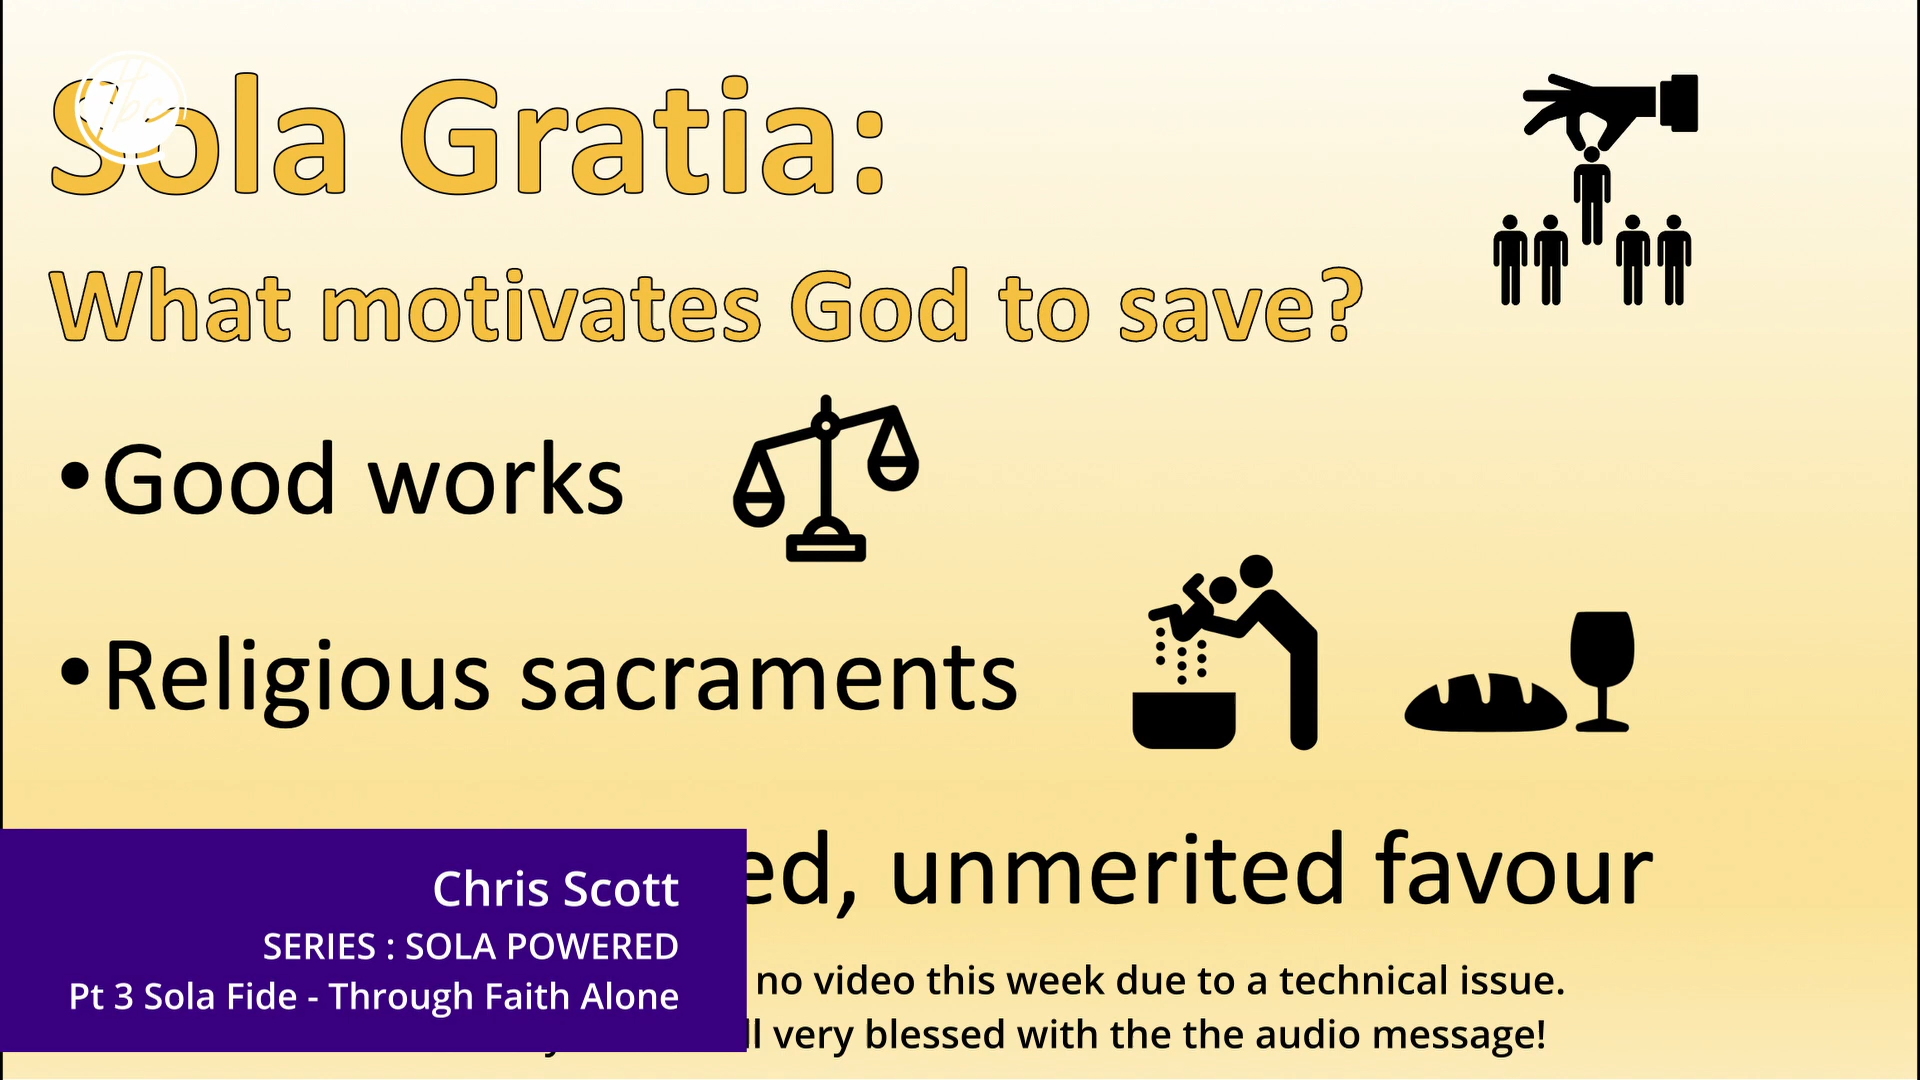 Sola Gratia:
What motivates God to save?
•Good works
•Religious sacraments
ed, unmerited favour
Chris Scott
SERIES : SOLA POWERED
Pt 3 Sola Fide - Through Faith Alone
no video this week due to a technical issue.
very blessed with the the audio message!